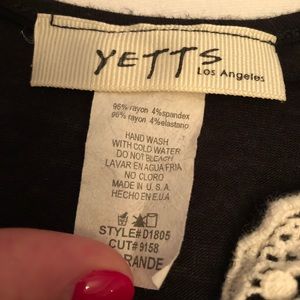 YETTS
Los Angeles
96% rayon 4%spandex
96% rayon 4%elastano
HAND WASH
WITH COLD WATER
DO NOT BLEACH
LAVAR EN AGUA FRIA
NO CLORO
MADE IN U.S.A
HECHO EN E.U.A
STYLE# D1805
CUT# 9158
RANDE